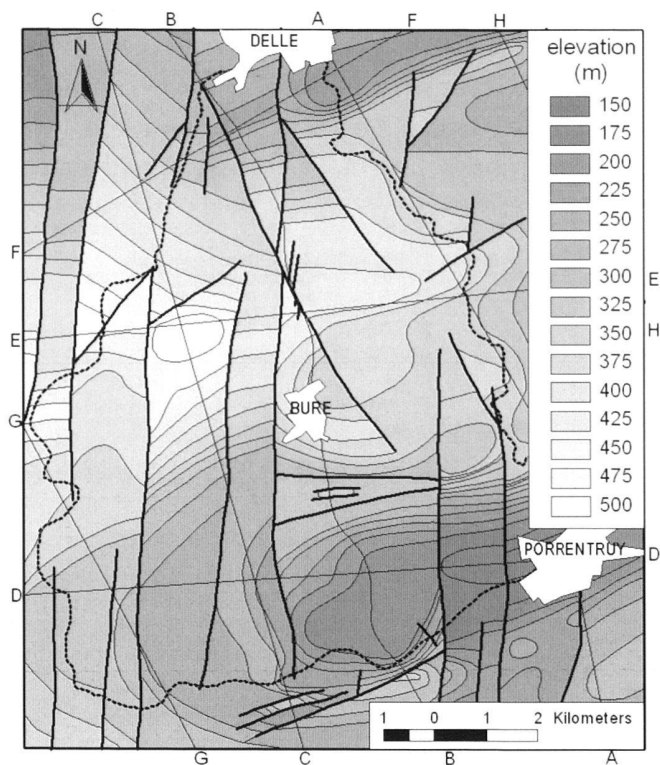 C B A F H
DELLE
N
elevation
(m)
150
175
200
225
250
275
300
325
350
375
400
425
450
475
500
F
E
E
H
G
BURE
PORRENTRUY
D
D
1 0 1 2 Kilometers
G C B A